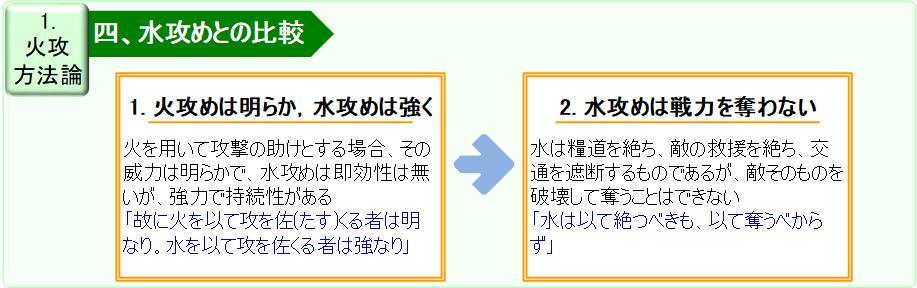 1.
火攻
方法論
四、水攻めとの比較
1. 火攻めは明らか，水攻めは強く
火を用いて攻撃の助けとする場合、その
威力は明らかで、水攻めは即効性は無
いが、強力で持続性がある
「故に火を以て攻を佐(たす)くる者は明
なり。水を以て攻を佐くる者は強なり」
2. 水攻めは戦力を奪わない
水は糧道を絶ち、敵の救援を絶ち、交
通を遮断するものであるが、敵そのものを
破壊して奪うことはできない
「水は以て絶つべきも、以て奪うべから
ず」